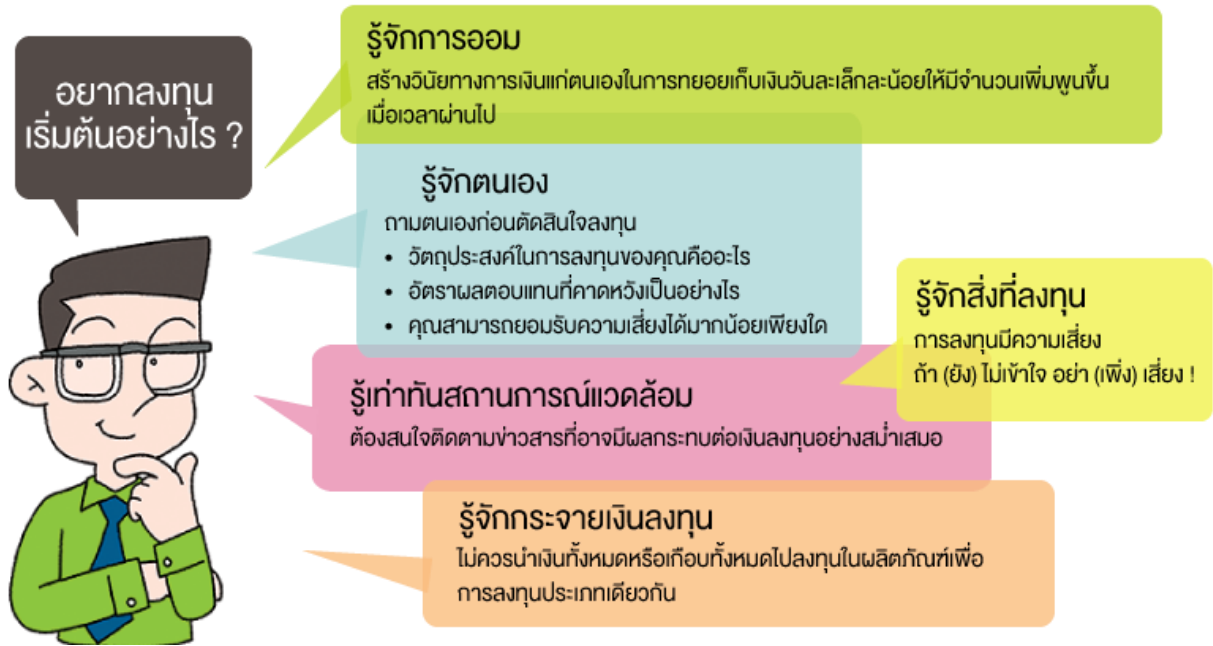 อยากลงทุน
เริ่มต้นอย่างไร ?
รู้จักการออม
สร้างวินัยทางการเงินแก่ตนเองในการทยอยเก็บเงินวันละเล็กละน้อยให้มีจำนวนเพิ่มพูนขึ้น
เมื่อเวลาผ่านไป
รู้จักตนเอง
ถามตนเองก่อนตัดสินใจลงทุน
• วัตถุประสงค์ในการลงทุนของคุณคืออะไร
• อัตราผลตอบแทนที่คาดหวังเป็นอย่างไร
• คุณสามารถยอมรับความเสี่ยงได้มากน้อยเพียงใด
รู้จักสิ่งที่ลงทุน
การลงทุนมีความเสี่ยง
ถ้า (ยัง) ไม่เข้าใจ อย่า (เพิ่ง) เสี่ยง !
รู้เท่าทันสถานการณ์แวดล้อม
ต้องสนใจติดตามข่าวสารที่อาจมีผลกระทบต่อเงินลงทุนอย่างสม่ำเสมอ
รู้จักกระจายเงินลงทุน
ไม่ควรนำเงินทั้งหมดหรือเกือบทั้งหมดไปลงทุนในผลิตภัณฑ์เพื่อ
การลงทุนประเภทเดียวกัน